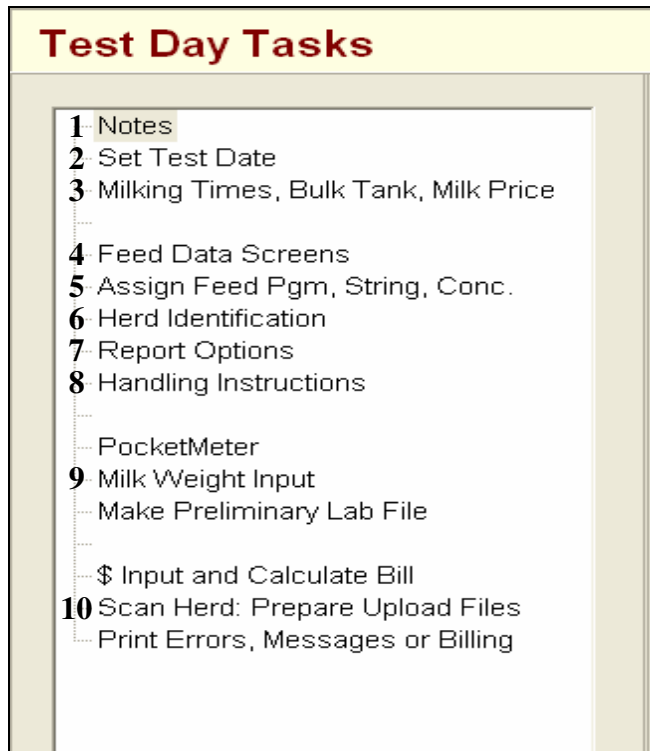 Test Day Tasks
1 Notes
2 Set Test Date
3 Milking Times, Bulk Tank, Milk Price
4 Feed Data Screens
5 Assign Feed Pgm, String, Conc.
6 Herd Identification
7 Report Options
8 Handling Instructions
PocketMeter
9 Milk Weight Input
Make Preliminary Lab File
$ Input and Calculate Bill
10 Scan Herd: Prepare Upload Files
Print Errors, Messages or Billing